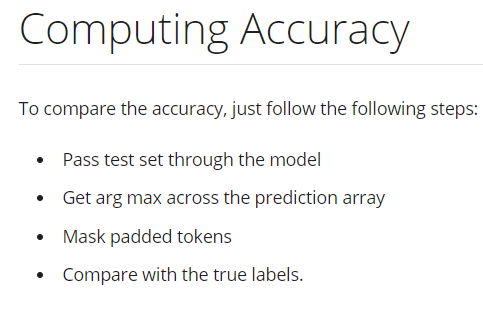 Computing Accuracy
To compare the accuracy, just follow the following steps:
• Pass test set through the model
• Get arg max across the prediction array
• Mask padded tokens
• Compare with the true labels.